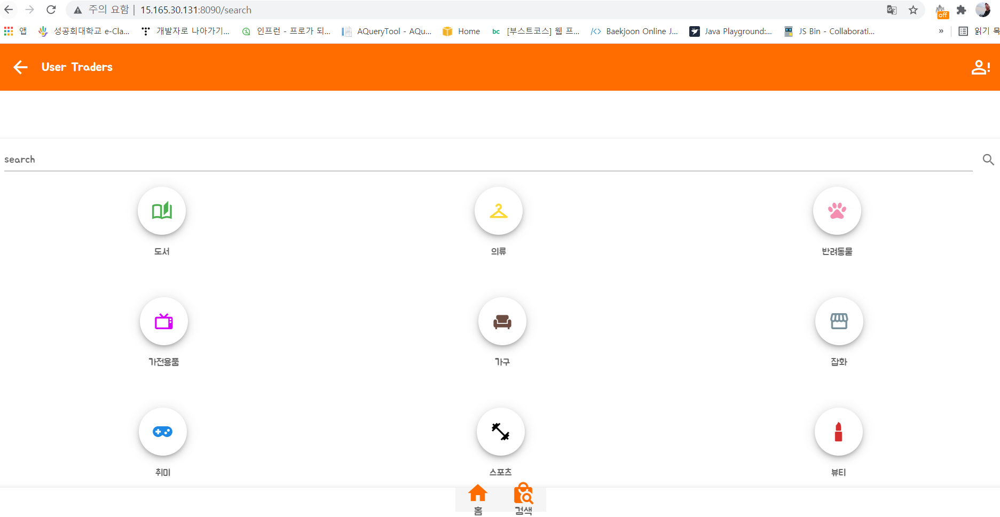 주의 요함 | 15.165.30.131:8090/search
앱 성공회대학교 e-Cla... 개발자로 나아가기... 인프런 - 프로가 되... AQueryTool - AQu... Home bc [부스트코스] 웹 프... </> Baekjoon Online J... Java Playground:... JS Bin - Collaborati... » 읽기 목
off
User Traders
search
도서 의류 반려동물
가전용품 가구 잡화
취미 스포츠 뷰티
홈 검색